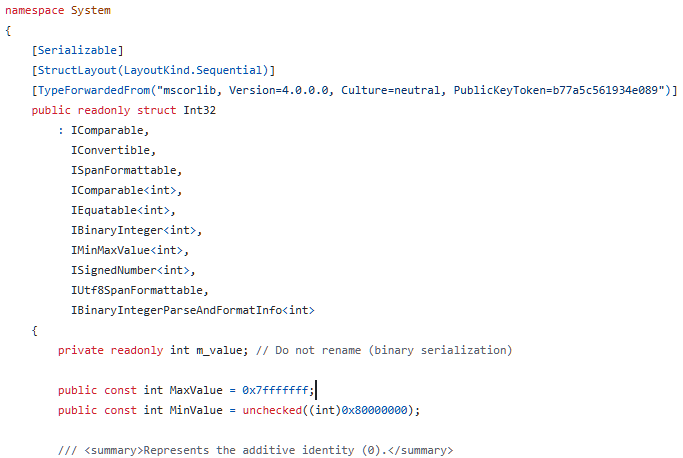 namespace System
{
    [Serializable]
    [StructLayout(LayoutKind.Sequential)]
    [TypeForwardedFrom("mscorlib, Version=4.0.0.0, Culture=neutral, PublicKeyToken=b77a5c561934e089")]
    public readonly struct Int32
        : IComparable,
          IConvertible,
          ISpanFormattable,
          IComparable<int>,
          IEquatable<int>,
          IBinaryInteger<int>,
          IMinMaxValue<int>,
          ISignedNumber<int>,
          IUtf8SpanFormattable,
          IBinaryIntegerParseAndFormatInfo<int>
    {
        private readonly int m_value; // Do not rename (binary serialization)

        public const int MaxValue = 0x7fffffff;
        public const int MinValue = unchecked((int)0x80000000);

        /// <summary>Represents the additive identity (0).</summary>